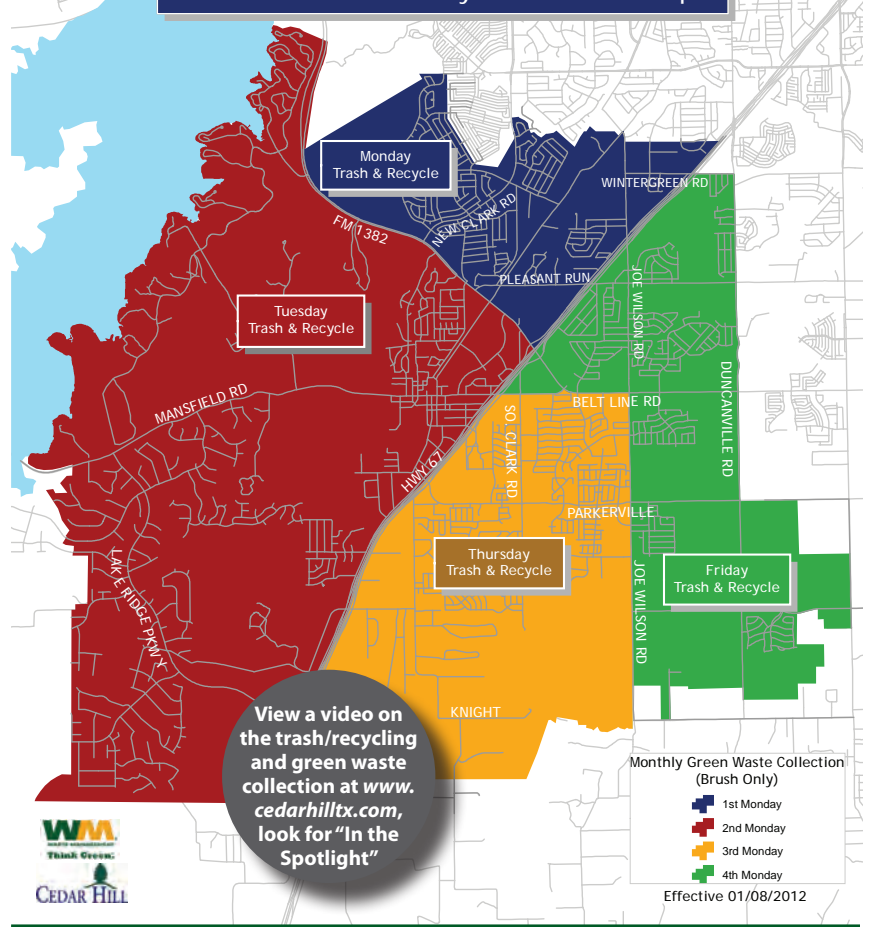 Monday
Trash & Recycle
WINTERGREEN RD
NEW CLARK RD
FM 1382
PLEASANT RUN
JOE WILSON RD
Tuesday
Trash & Recycle
DUNCANVILLE RD
MANSFIELD RD
BELT LINE RD
SO. CLARK RD
HWY 67
PARKERVILLE
Thursday
Trash & Recycle
Friday
Trash & Recycle
LAKE RIDGE PKWY
JOE WILSON RD
KNIGHT
View a video on
the trash/recycling
and green waste
collection at www.
cedarhilltx.com,
look for “In the
Spotlight”
Monthly Green Waste Collection
(Brush Only)
1st Monday
2nd Monday
3rd Monday
4th Monday
Effective 01/08/2012
WM
WASTE MANAGEMENT
Think Green.
CEDAR HILL